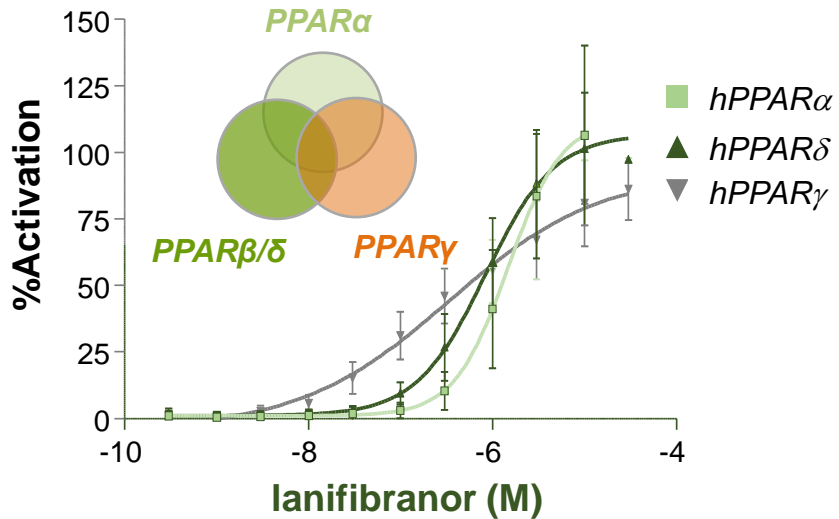 PPARα
PPARβ/δ
PPARγ
%Activation
150
125
100
75
50
25
0
-10
-8
-6
-4
lanifibranor (M)
hPPARα
hPPARδ
hPPARγ